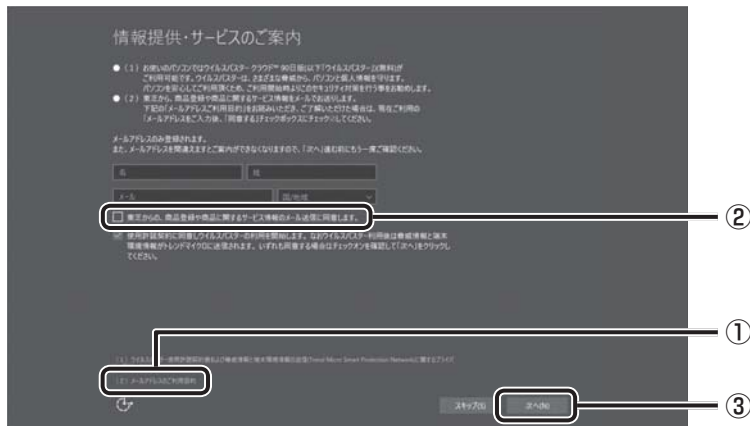 情報提供・サービスのご案内
●（１）お使いのパソコンではウイルスバスター クラウド™ 90日版(以下「ウイルスバスター」)(無料)が
ご利用可能です。ウイルスバスターは、さまざまな脅威から、パソコンと個人情報を守ります。
パソコンを安心してご利用頂くため、ご利用開始時よりこのセキュリティ対策を行う事をお勧めします。
●（２）東芝から、商品登録や商品に関するサービス情報をメールでお送りします。
下記の「メールアドレスご利用目的」をお読みいただき、ご了解いただけた場合は、現在ご利用の
「メールアドレスをご入力後、「同意する」チェックボックスにチェック☑してください。
メールアドレスのみ登録されます。
また、メールアドレスを間違えますとご案内ができなくなりますので、「次へ」進む前にもう一度ご確認ください。
名 姓
メール 国/地域
東芝からの、商品登録や商品に関するサービス情報のメール送信に同意します。
②
使用許諾契約に同意しウイルスバスターの利用を開始します。なおウイルスバスター利用後は脅威情報と端末
環境情報がトレンドマイクロに送信されます。いずれも同意する場合はチェックオンを確認して「次へ」をクリックし
てください。
①
(2) メールアドレスのご利用目的
スキップ(S) 次へ(N)
③